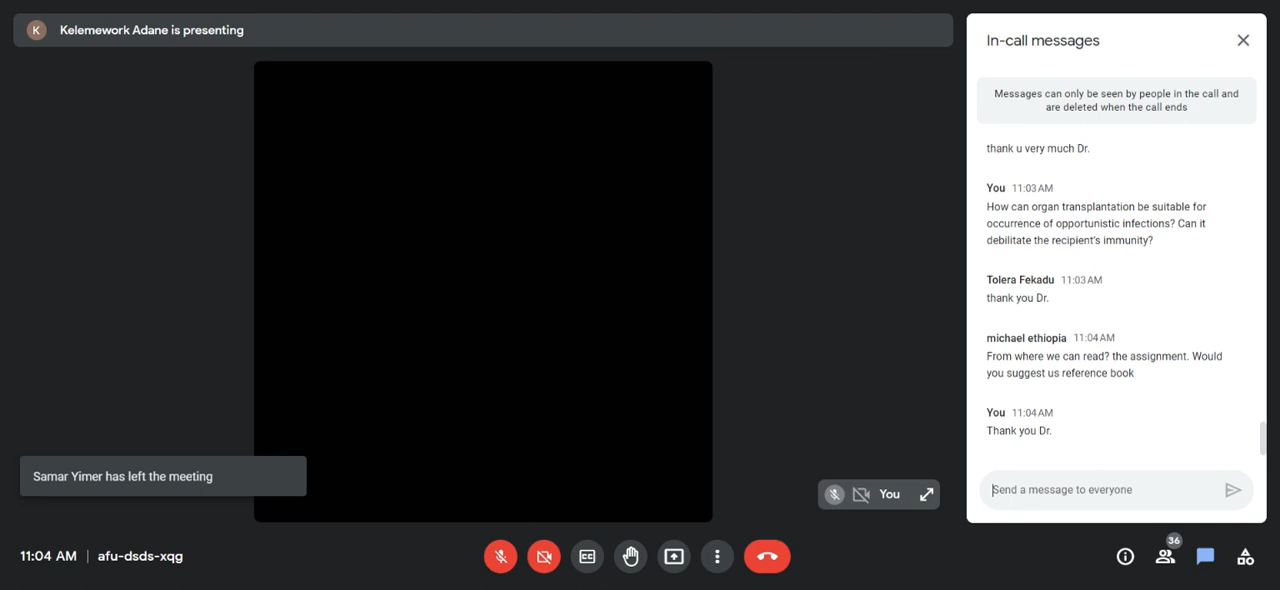 K Kelemework Adane is presenting
In-call messages
Messages can only be seen by people in the call and
are deleted when the call ends
thank u very much Dr.
You 11:03 AM
How can organ transplantation be suitable for
occurrence of opportunistic infections? Can it
debilitate the recipient's immunity?
Tolera Fekadu 11:03 AM
thank you Dr.
michael ethiopia 11:04 AM
From where we can read? the assignment. Would
you suggest us reference book
You 11:04 AM
Thank you Dr.
Send a message to everyone
Samar Yimer has left the meeting
You
11:04 AM | afu-dsds-xqg
CC
36